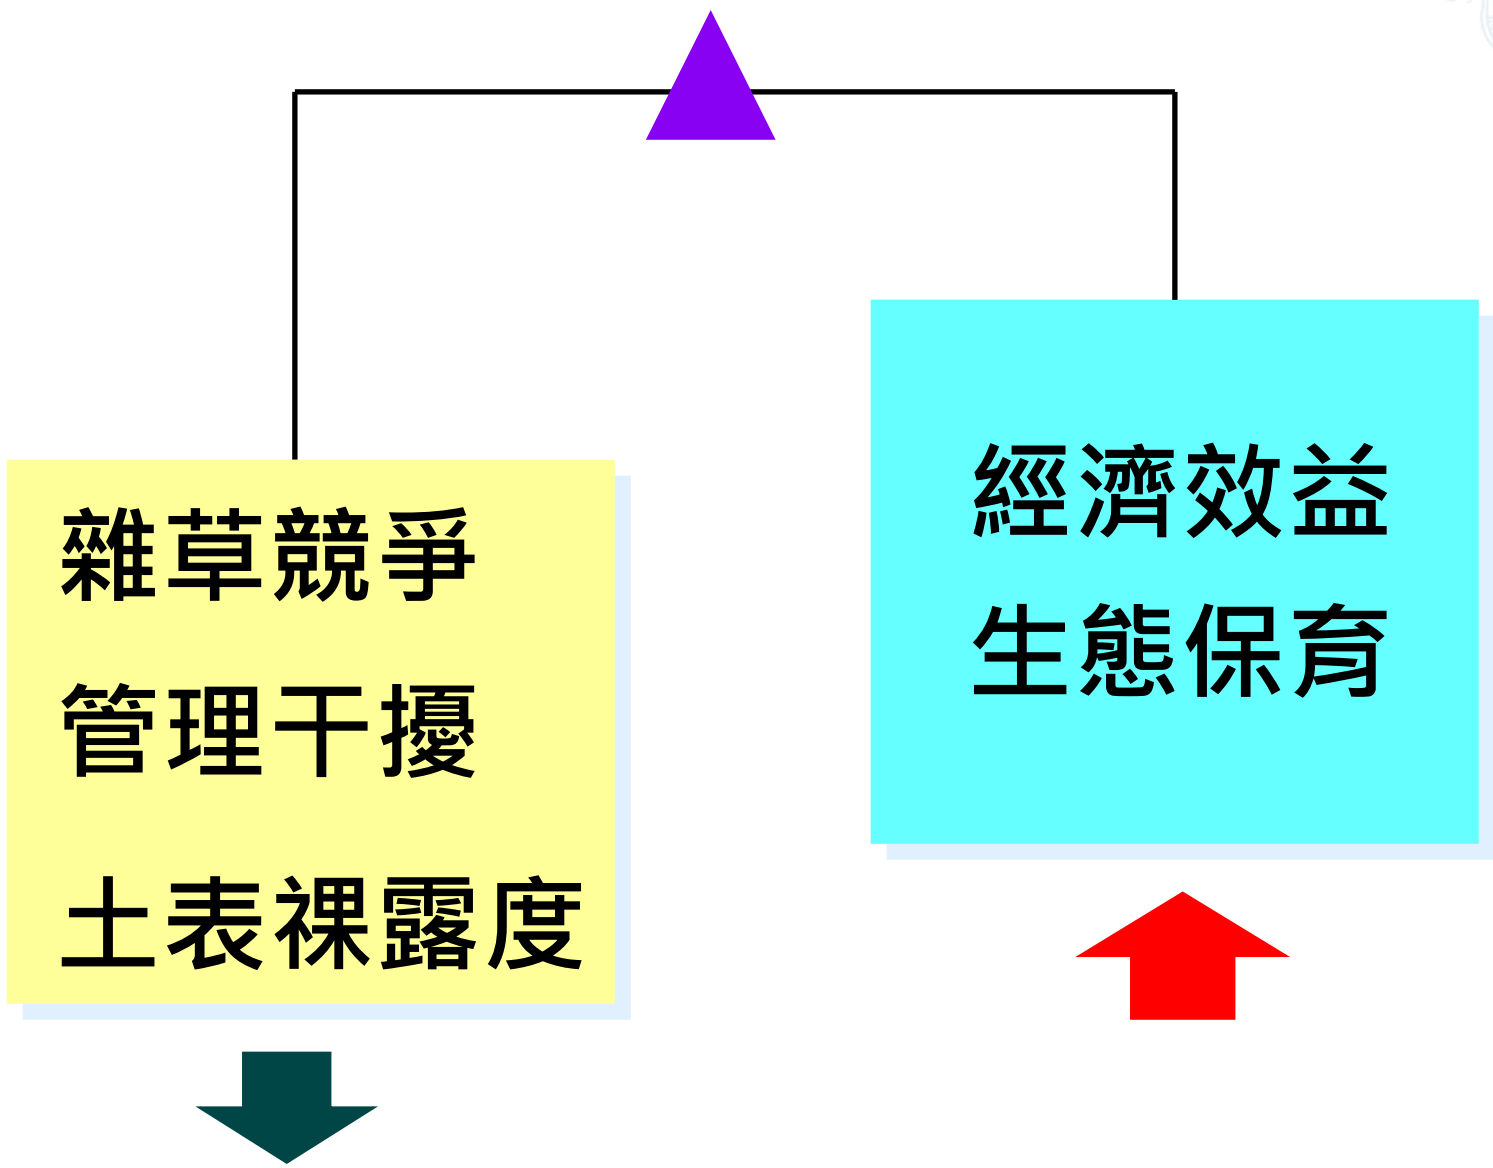 雜草競爭
管理干擾
土表裸露度
經濟效益
生態保育